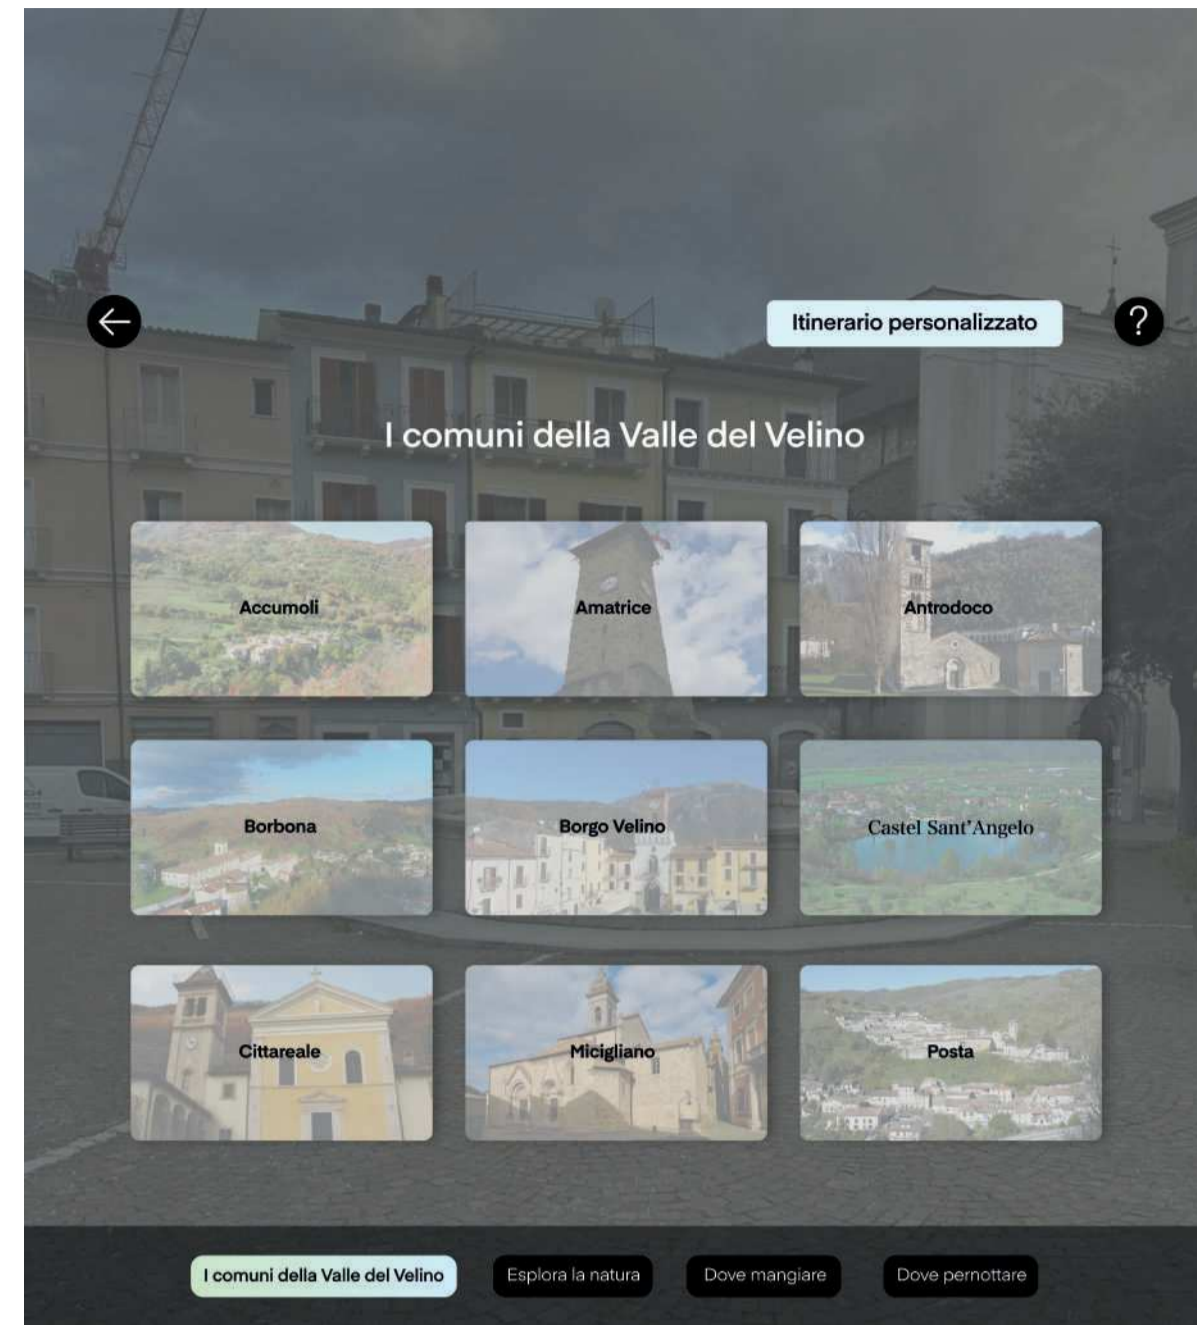 Itinerario personalizzato
?
I comuni della Valle del Velino
Accumoli
Amatrice
Antrodoco
Borbona
Borgo Velino
Castel Sant'Angelo
Cittareale
Micigliano
Posta
I comuni della Valle del Velino
Esplora la natura
Dove mangiare
Dove pernottare